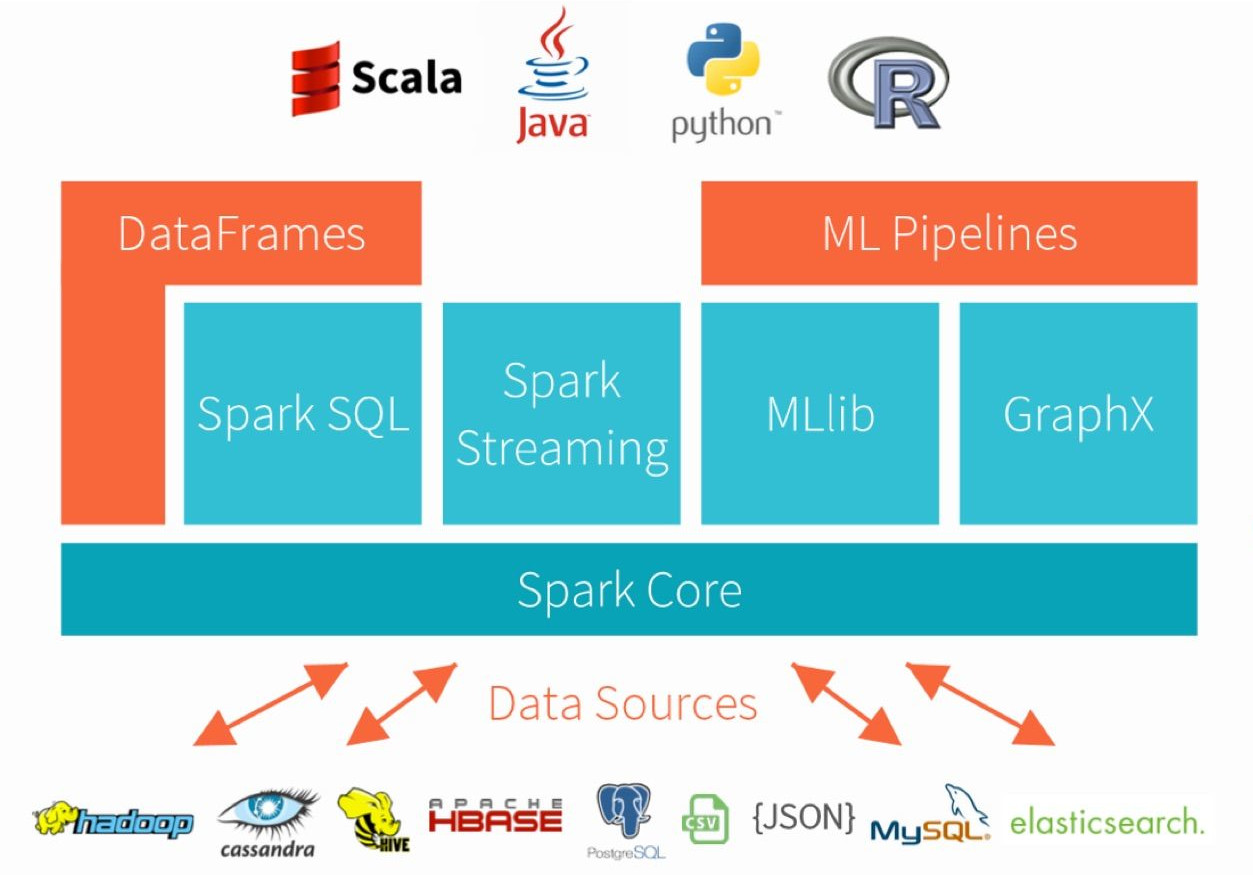 Scala
Java
python™
R
DataFrames
ML Pipelines
Spark SQL
Spark
Streaming
MLlib
GraphX
Spark Core
Data Sources
hadoop
cassandra
HIVE
APACHE
HBASE
PostgreSQL
CSV
{JSON}
MySQL®
elasticsearch.